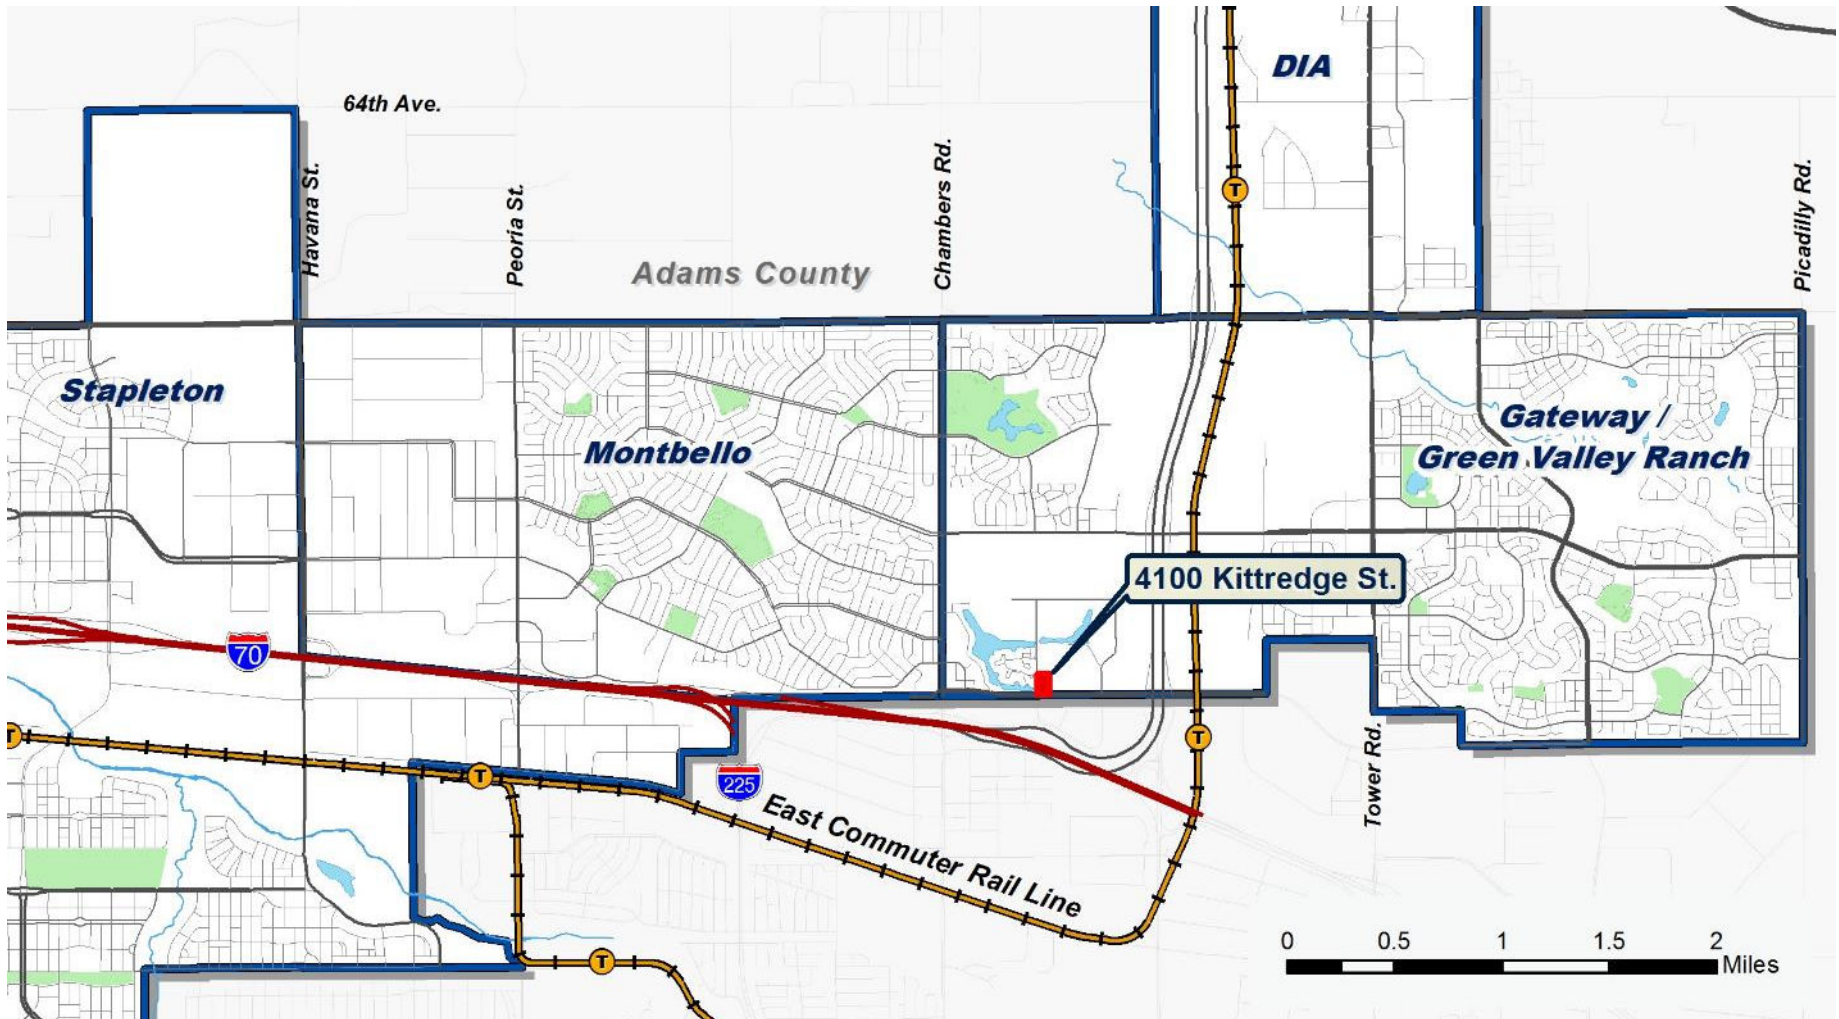 DIA
64th Ave.
Havana St.
Peoria St.
Chambers Rd.
Picadilly Rd.
Adams County
Stapleton
Montbello
Gateway /
Green Valley Ranch
4100 Kittredge St.
70
225
East Commuter Rail Line
Tower Rd.
T
T
T
T
T
0 0.5 1 1.5 2
Miles